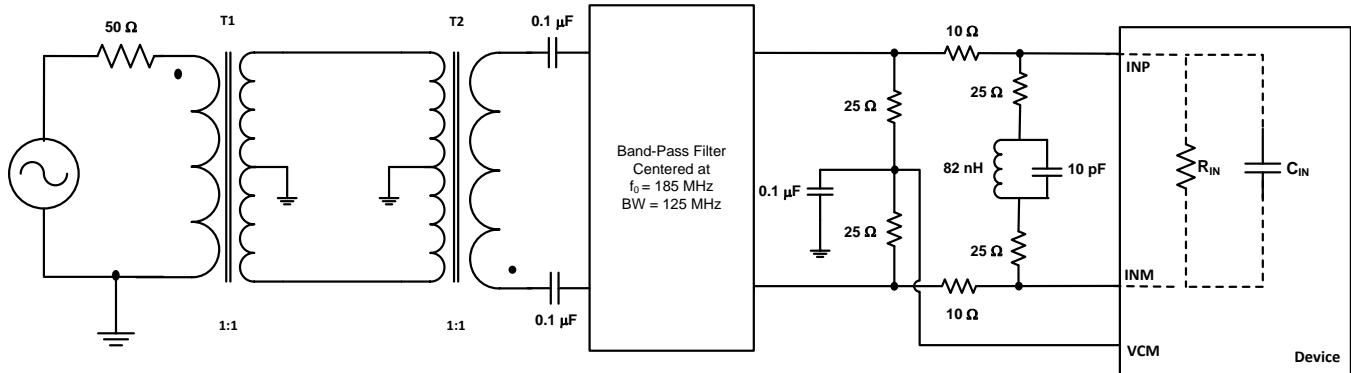 50 Ω
T1
T2
0.1 µF
0.1 µF
1:1
1:1
Band-Pass Filter
Centered at
f₀ = 185 MHz
BW = 125 MHz
25 Ω
0.1 µF
25 Ω
10 Ω
10 Ω
25 Ω
82 nH
10 pF
25 Ω
INP
INM
VCM
R_IN
C_IN
Device